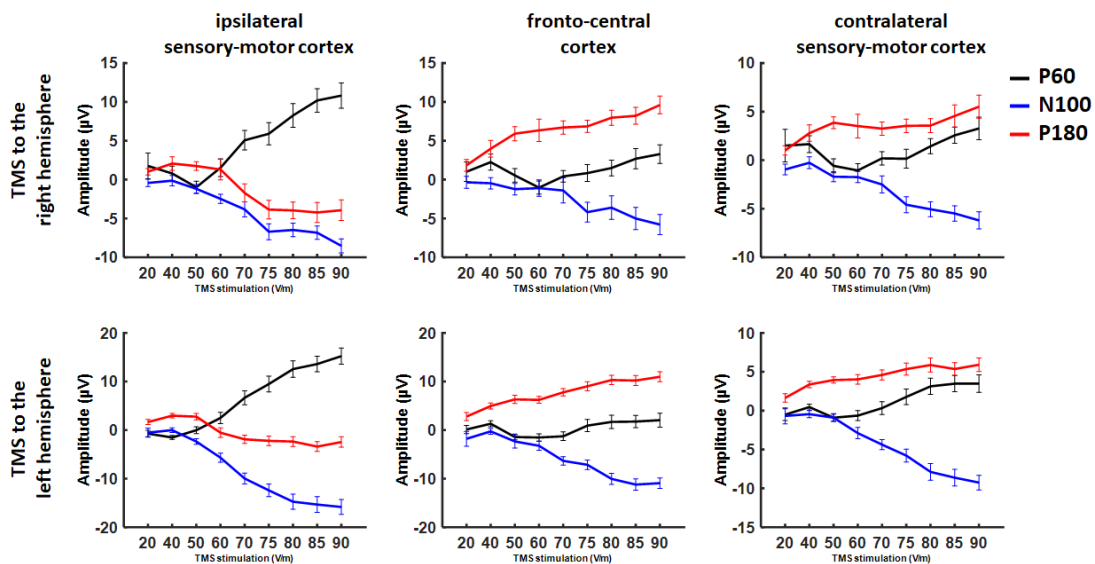 ipsilateral
sensory-motor cortex
fronto-central
cortex
contralateral
sensory-motor cortex
P60
N100
P180
TMS to the
right hemisphere
Amplitude (µV)
15
10
5
0
-5
-10
20 40 50 60 70 75 80 85 90
TMS stimulation (V/m)
Amplitude (µV)
15
10
5
0
-5
-10
20 40 50 60 70 75 80 85 90
TMS stimulation (V/m)
Amplitude (µV)
10
5
0
-5
-10
20 40 50 60 70 75 80 85 90
TMS stimulation (V/m)
TMS to the
left hemisphere
Amplitude (µV)
20
10
0
-10
-20
20 40 50 60 70 75 80 85 90
TMS stimulation (V/m)
Amplitude (µV)
20
10
0
-10
-20
20 40 50 60 70 75 80 85 90
TMS stimulation (V/m)
Amplitude (µV)
10
5
0
-5
-10
-15
20 40 50 60 70 75 80 85 90
TMS stimulation (V/m)